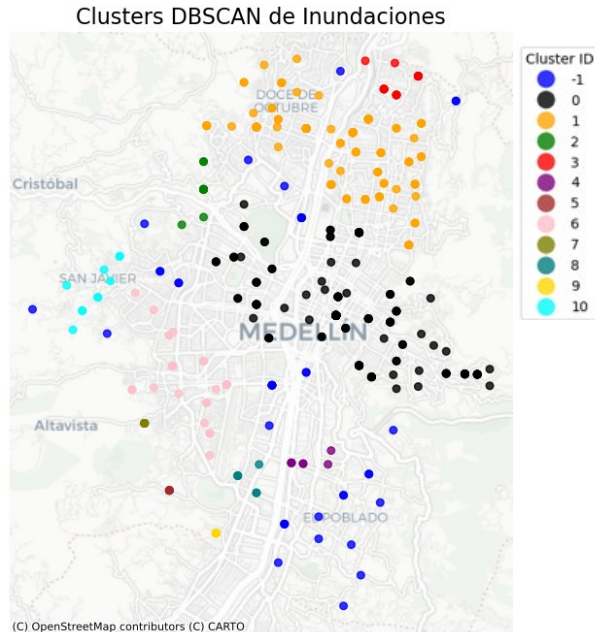 Clusters DBSCAN de Inundaciones
Cluster ID
-1
0
1
2
3
4
5
6
7
8
9
10
DOCE DE
OCTUBRE
Cristóbal
SAN JAVIER
MEDELLÍN
Altavista
EL POBLADO
(C) OpenStreetMap contributors (C) CARTO